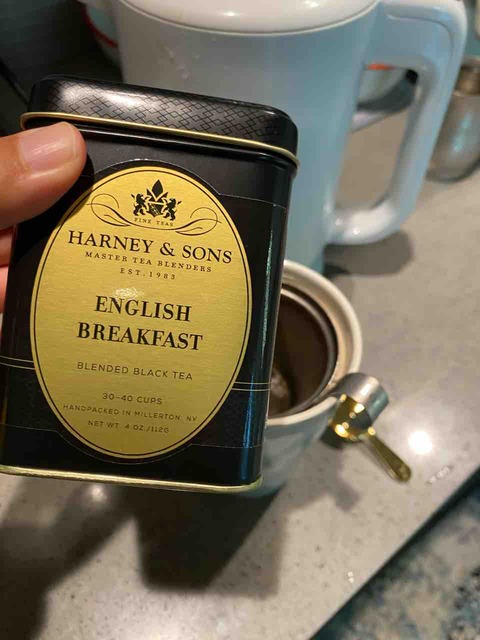 FINE TEAS
HARNEY & SONS
MASTER TEA BLENDERS
EST. 1983
ENGLISH
BREAKFAST
BLENDED BLACK TEA
30-40 CUPS
HANDPACKED IN MILLERTON, NY
NET WT. 4 OZ./112G